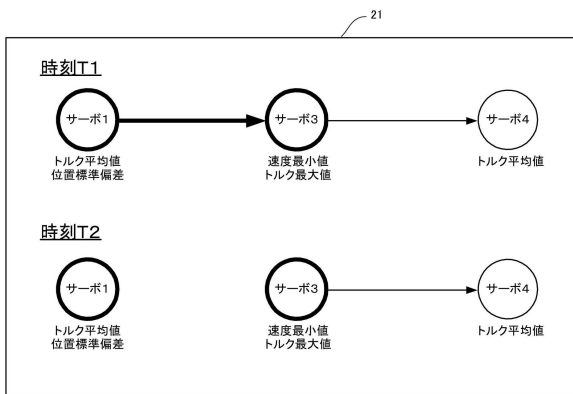 21
時刻T1
サーボ1
サーボ3
サーボ4
トルク平均値
位置標準偏差
速度最小値
トルク最大値
トルク平均値
時刻T2
サーボ1
サーボ3
サーボ4
トルク平均値
位置標準偏差
速度最小値
トルク最大値
トルク平均値